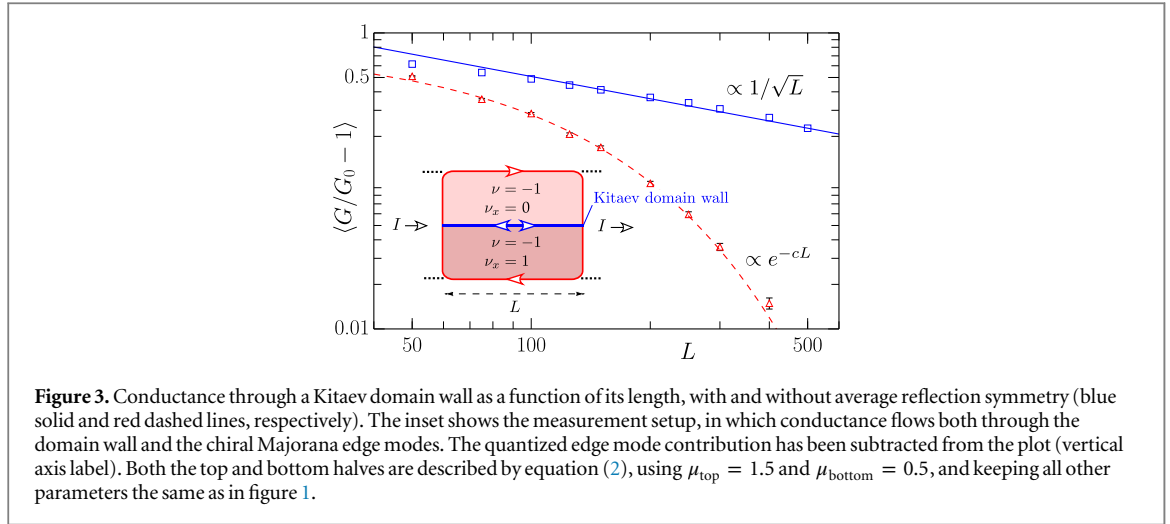 1
0.5
0.01
⟨G/G₀ − 1⟩
∝ 1/√L
∝ e^{−cL}
ν = −1
ν_x = 0
Kitaev domain wall
I
I
ν = −1
ν_x = 1
L
50
100
500
L
Figure 3. Conductance through a Kitaev domain wall as a function of its length, with and without average reflection symmetry (blue
solid and red dashed lines, respectively). The inset shows the measurement setup, in which conductance flows both through the
domain wall and the chiral Majorana edge modes. The quantized edge mode contribution has been subtracted from the plot (vertical
axis label). Both the top and bottom halves are described by equation (2), using μ_top = 1.5 and μ_bottom = 0.5, and keeping all other
parameters the same as in figure 1.